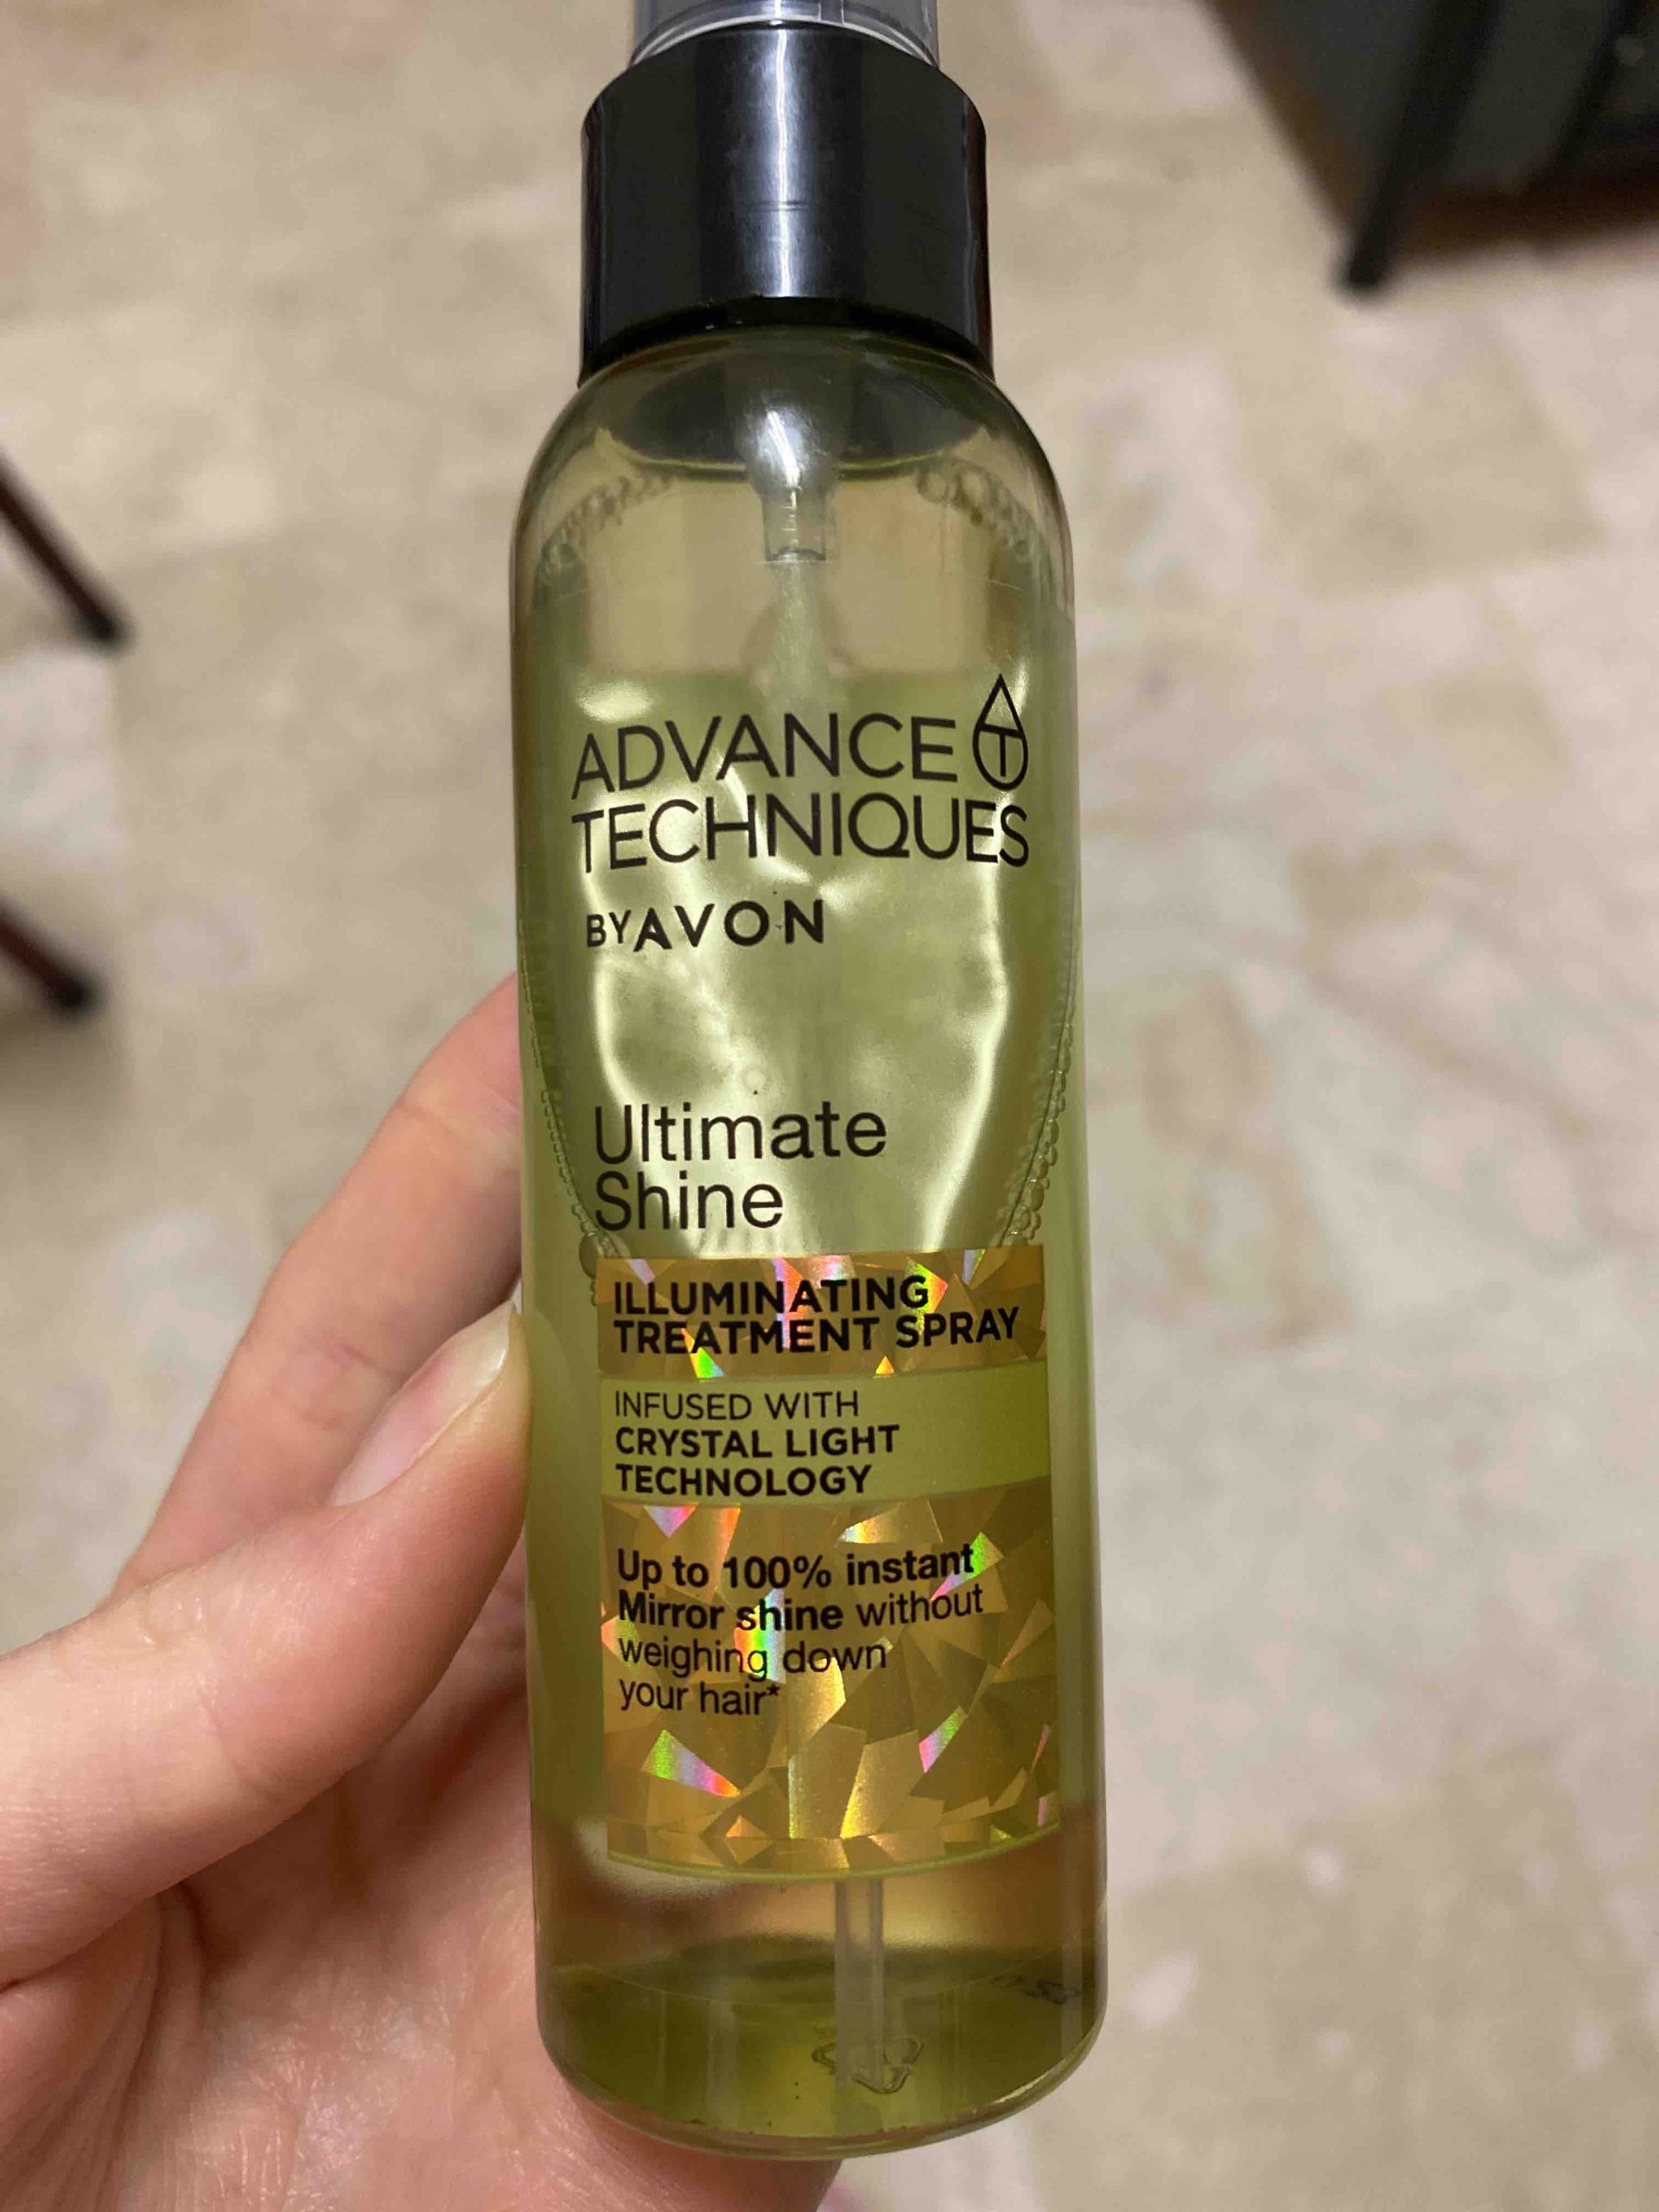 ADVANCE
TECHNIQUES
BY AVON
Ultimate
Shine
ILLUMINATING
TREATMENT SPRAY
INFUSED WITH
CRYSTAL LIGHT
TECHNOLOGY
Up to 100% instant
Mirror shine without
weighing down
your hair*